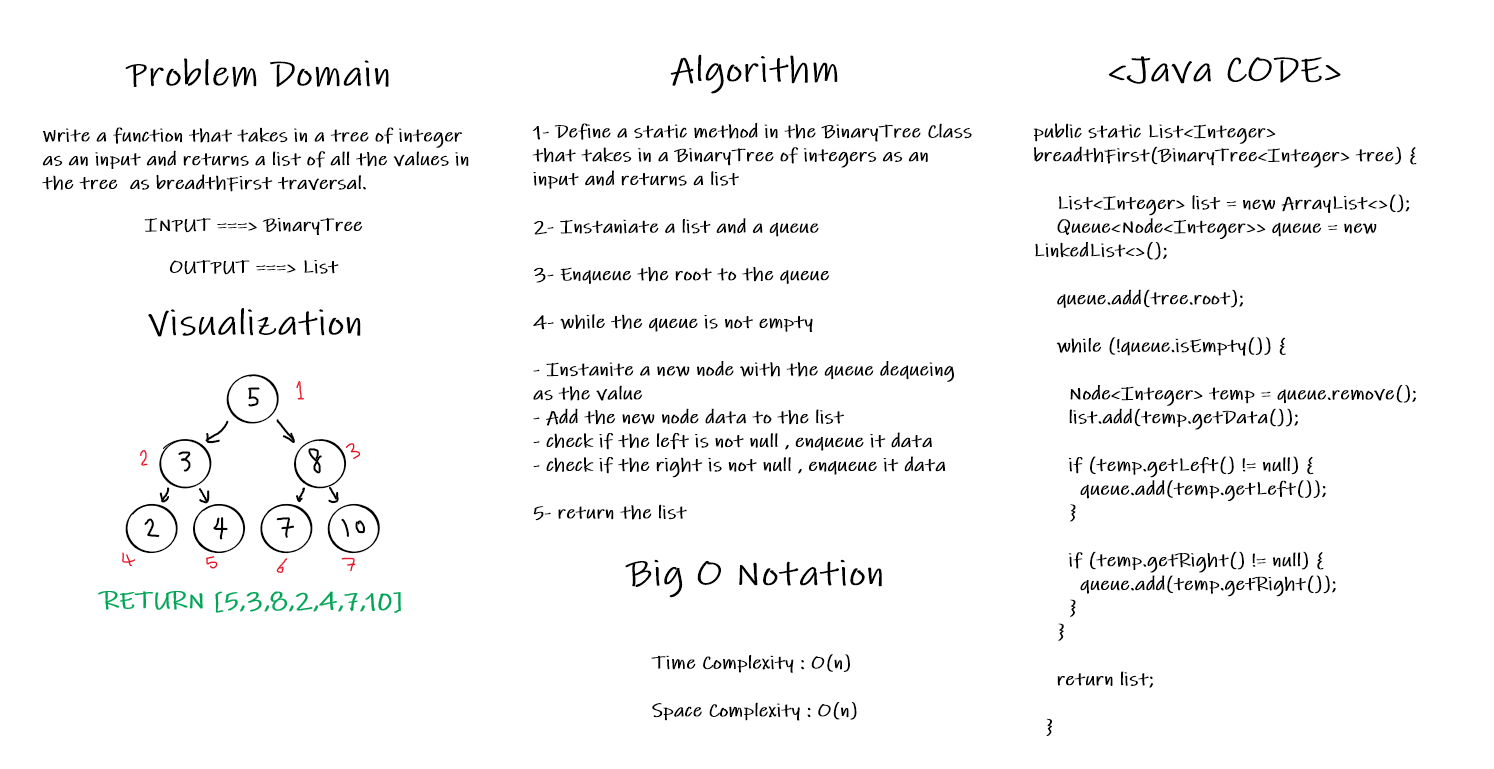 Problem Domain
Write a function that takes in a tree of integer
as an input and returns a list of all the values in
the tree as breadthFirst traversal.
INPUT ===> BinaryTree
OUTPUT ===> List
Visualization
5 1
2 3 8 3
2 4 7 10
4 5 6 7
RETURN [5,3,8,2,4,7,10]
Algorithm
1- Define a static method in the BinaryTree Class
that takes in a BinaryTree of integers as an
input and returns a list
2- Instaniate a list and a queue
3- Enqueue the root to the queue
4- while the queue is not empty
- Instanite a new node with the queue dequeing
as the value
- Add the new node data to the list
- check if the left is not null , enqueue it data
- check if the right is not null , enqueue it data
5- return the list
Big O Notation
Time Complexity : O(n)
Space Complexity : O(n)
<Java CODE>
public static List<Integer>
breadthFirst(BinaryTree<Integer> tree) {
List<Integer> list = new ArrayList<>();
Queue<Node<Integer>> queue = new
LinkedList<>();
queue.add(tree.root);
while (!queue.isEmpty()) {
Node<Integer> temp = queue.remove();
list.add(temp.getData());
if (temp.getLeft() != null) {
queue.add(temp.getLeft());
}
if (temp.getRight() != null) {
queue.add(temp.getRight());
}
}
return list;
}